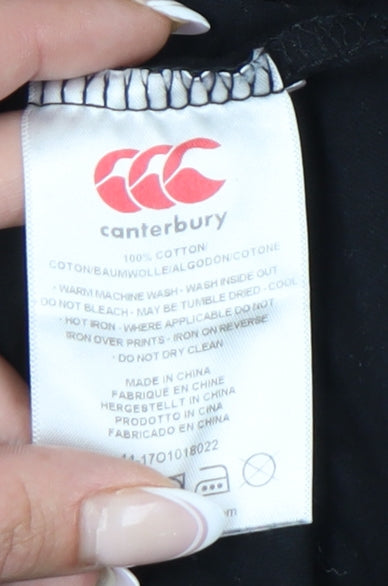 canterbury
100% COTTON/
COTON/BAUMWOLLE/ALGODON/COTONE
· WARM MACHINE WASH · WASH INSIDE OUT
DO NOT BLEACH · MAY BE TUMBLE DRIED · COOL
· HOT IRON · WHERE APPLICABLE DO NOT
IRON OVER PRINTS · IRON ON REVERSE
· DO NOT DRY CLEAN
MADE IN CHINA
FABRIQUÉ EN CHINE
HERGESTELLT IN CHINA
PRODOTTO IN CINA
FABRICADO EN CHINA
11-17O1018022